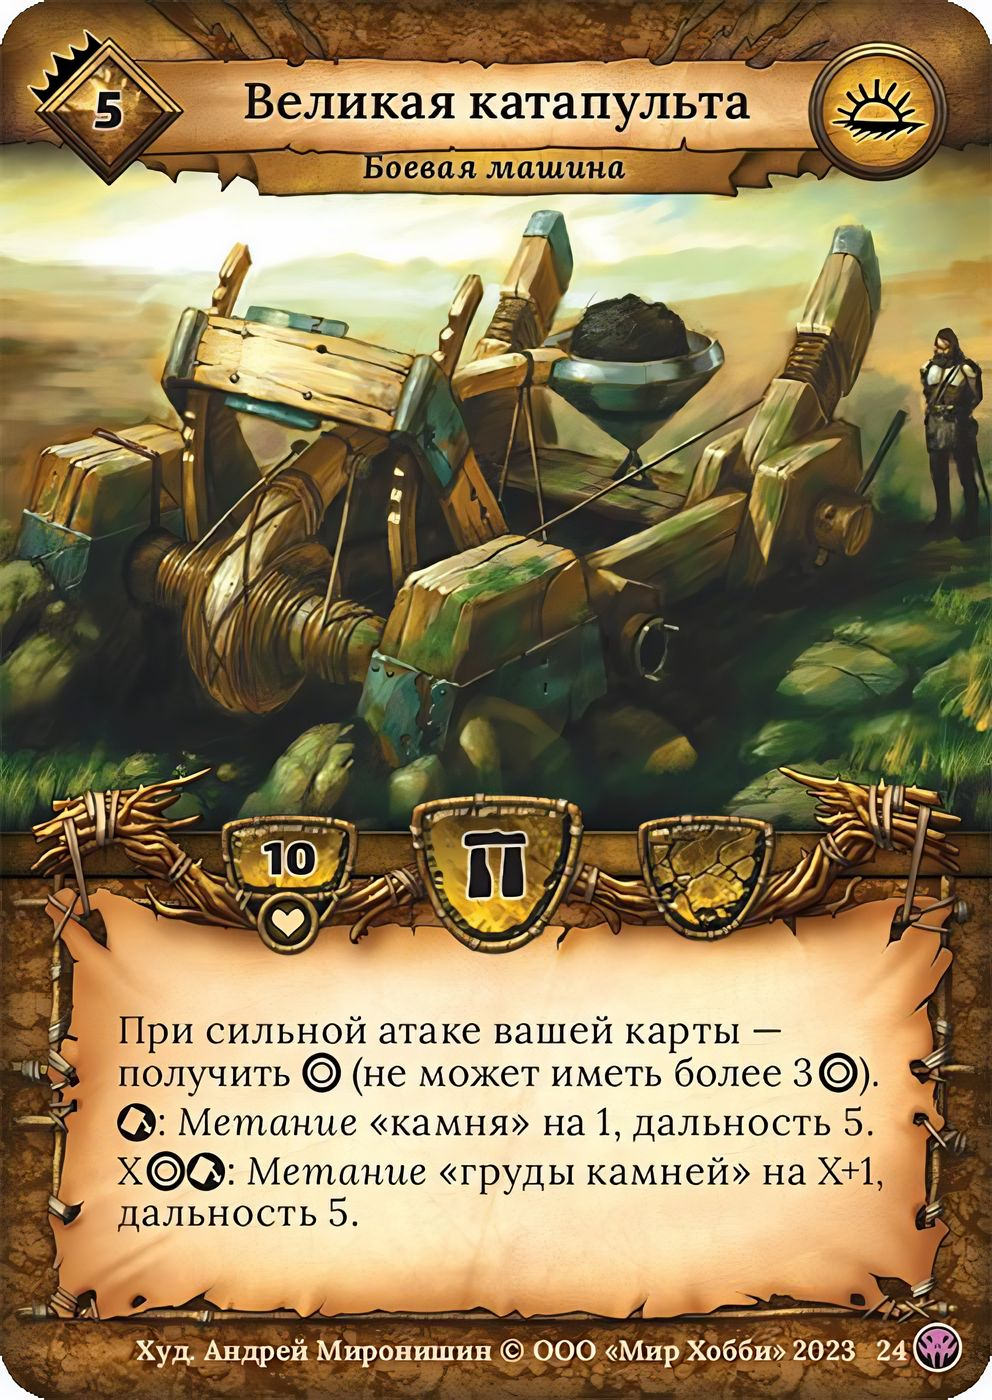 5
Великая катапульта
Боевая машина
10
При сильной атаке вашей карты —
получить (не может иметь более 3 ).
: Метание «камня» на 1, дальность 5.
X : Метание «груды камней» на X+1,
дальность 5.
Худ. Андрей Миронишин © ООО «Мир Хобби» 2023 24